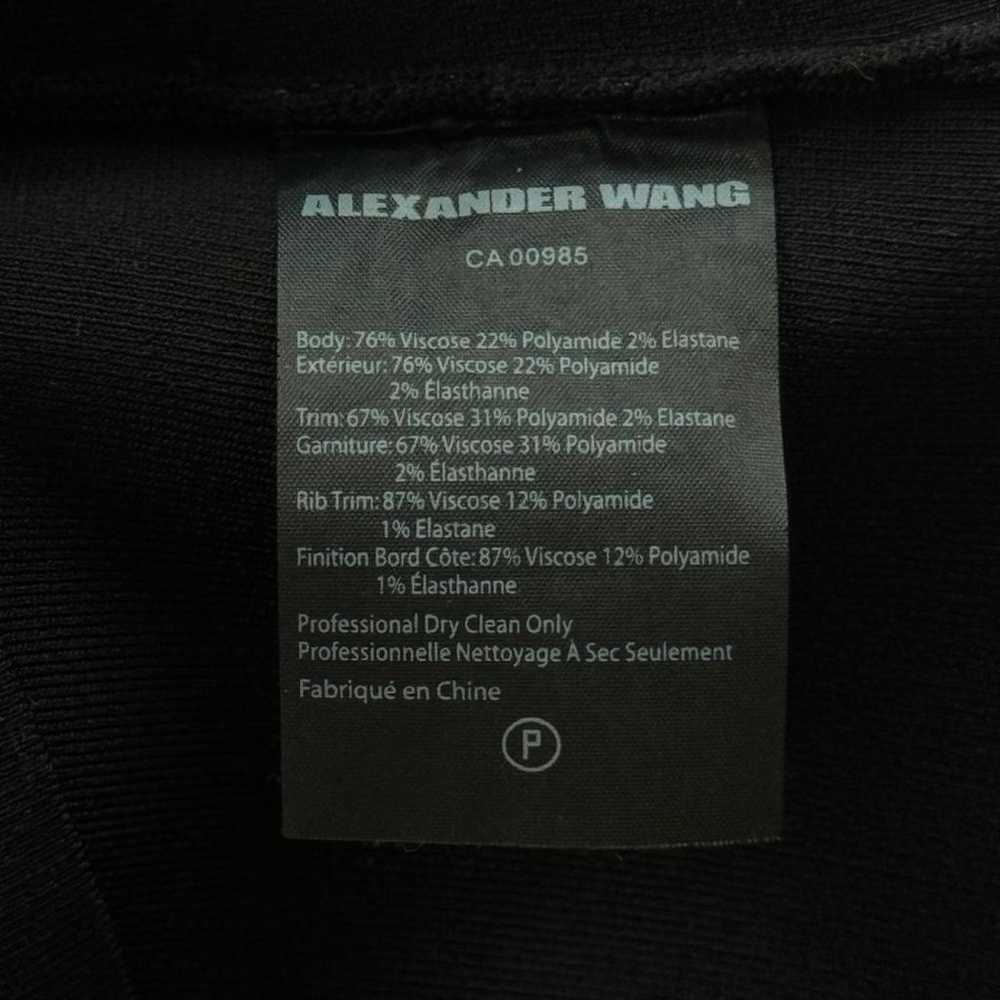 ALEXANDER WANG
CA 00985
Body: 76% Viscose 22% Polyamide 2% Elastane
Extérieur: 76% Viscose 22% Polyamide
2% Élasthanne
Trim: 67% Viscose 31% Polyamide 2% Elastane
Garniture: 67% Viscose 31% Polyamide
2% Élasthanne
Rib Trim: 87% Viscose 12% Polyamide
1% Elastane
Finition Bord Côte: 87% Viscose 12% Polyamide
1% Élasthanne
Professional Dry Clean Only
Professionnelle Nettoyage À Sec Seulement
Fabriqué en Chine
P